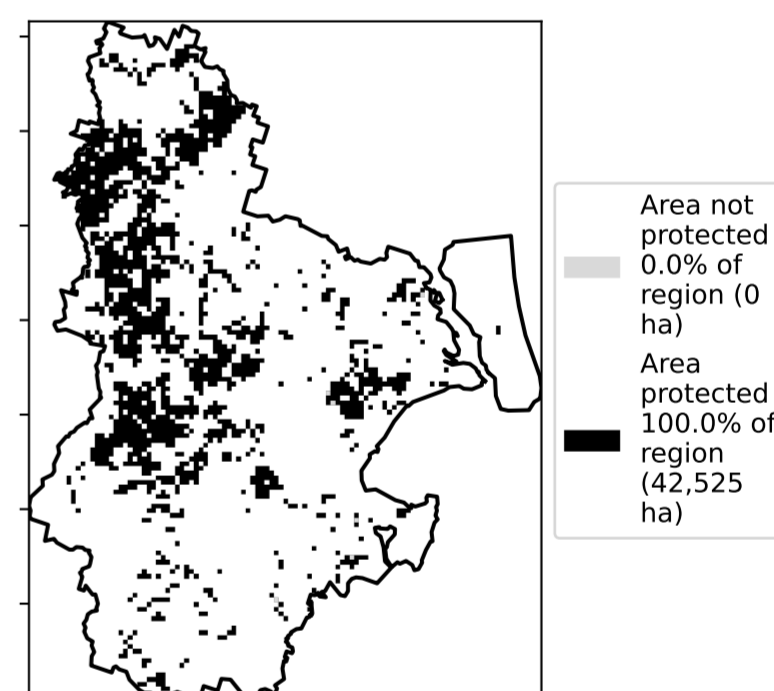 Area not
protected
0.0% of
region (0
ha)
Area
protected
100.0% of
region
(42,525
ha)